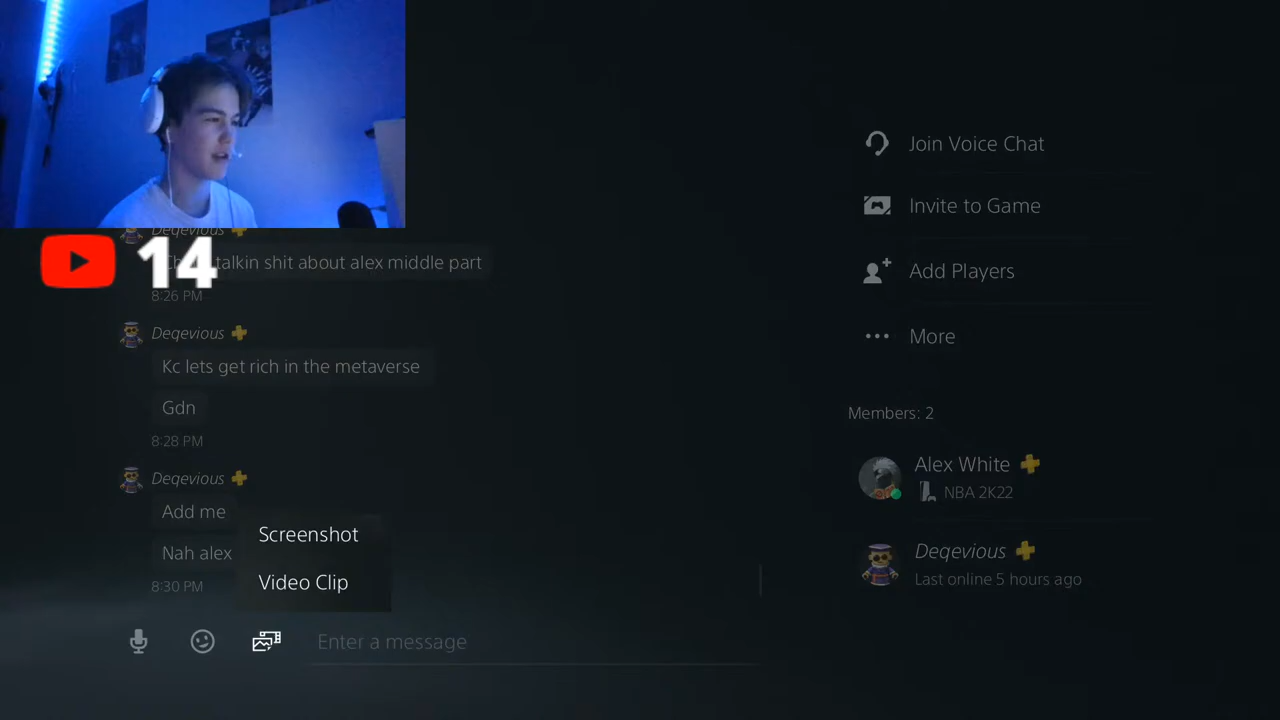 14
Deqevious
talkin shit about alex middle part
8:26 PM
Deqevious
Kc lets get rich in the metaverse
Gdn
8:28 PM
Deqevious
Add me
Nah alex
8:30 PM
Screenshot
Video Clip
Enter a message
Join Voice Chat
Invite to Game
Add Players
More
Members: 2
Alex White
NBA 2K22
Deqevious
Last online 5 hours ago